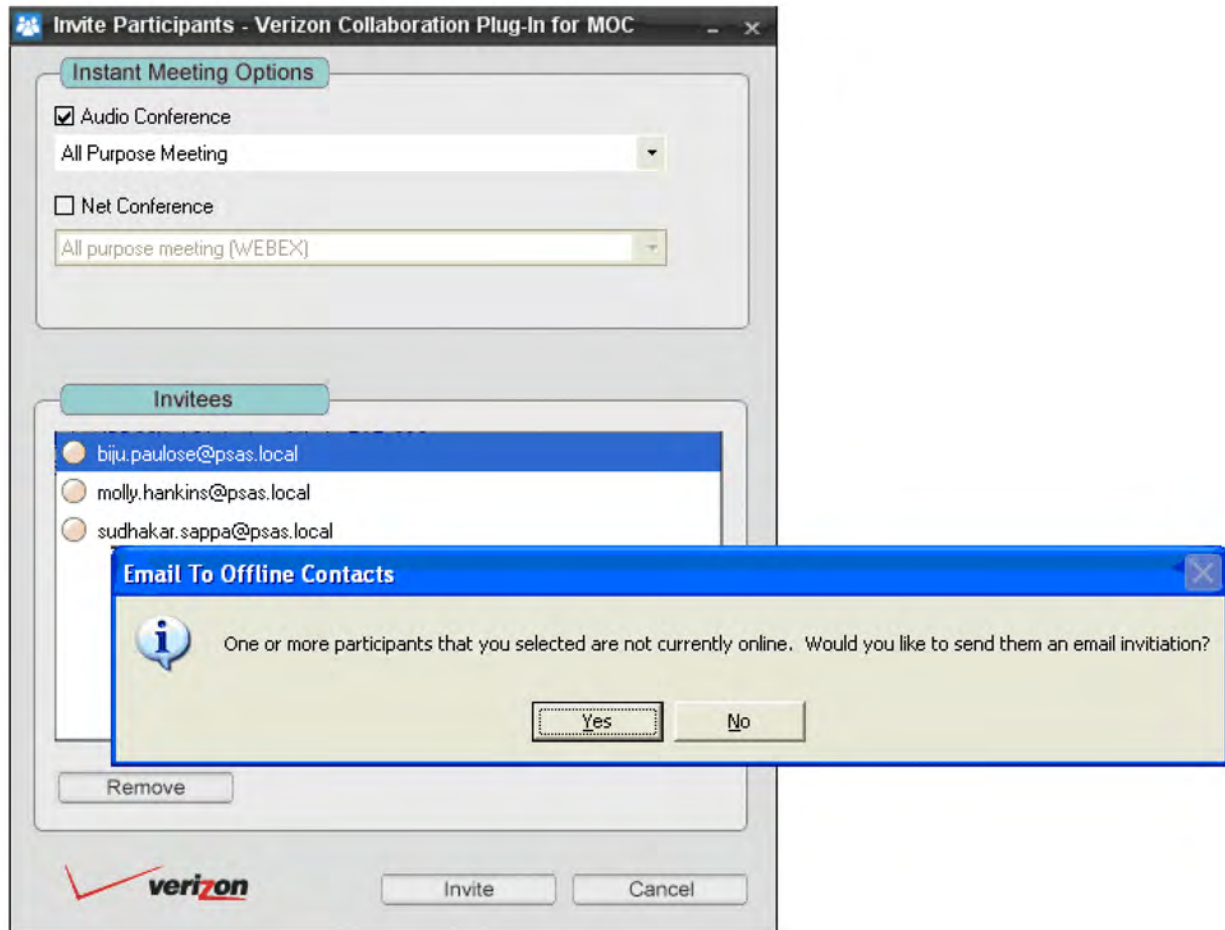 Invite Participants - Verizon Collaboration Plug-In for MOC
Instant Meeting Options
Audio Conference
All Purpose Meeting
Net Conference
All purpose meeting (WEBEX)
Invitees
biju.paulose@psas.local
molly.hankins@psas.local
sudhakar.sappa@psas.local
Email To Offline Contacts
One or more participants that you selected are not currently online. Would you like to send them an email invitiation?
Yes No
Remove
verizon Invite Cancel